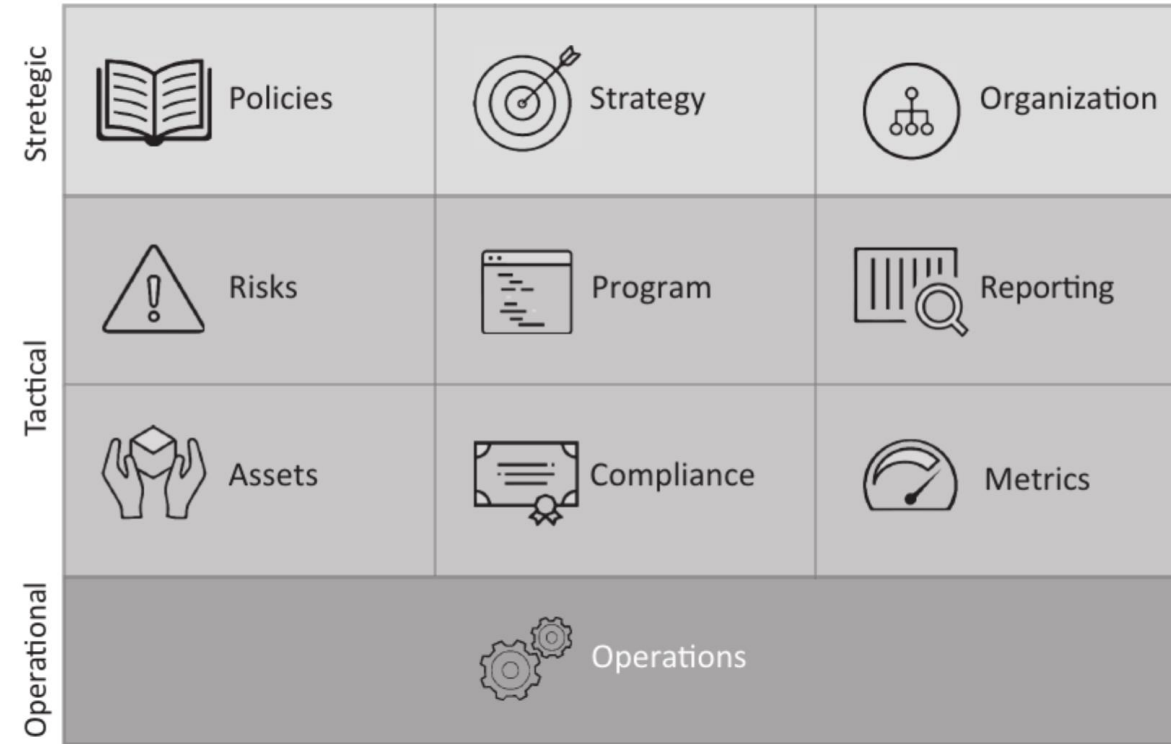 Stretegic
Policies
Strategy
Organization
Tactical
Risks
Program
Reporting
Assets
Compliance
Metrics
Operational
Operations